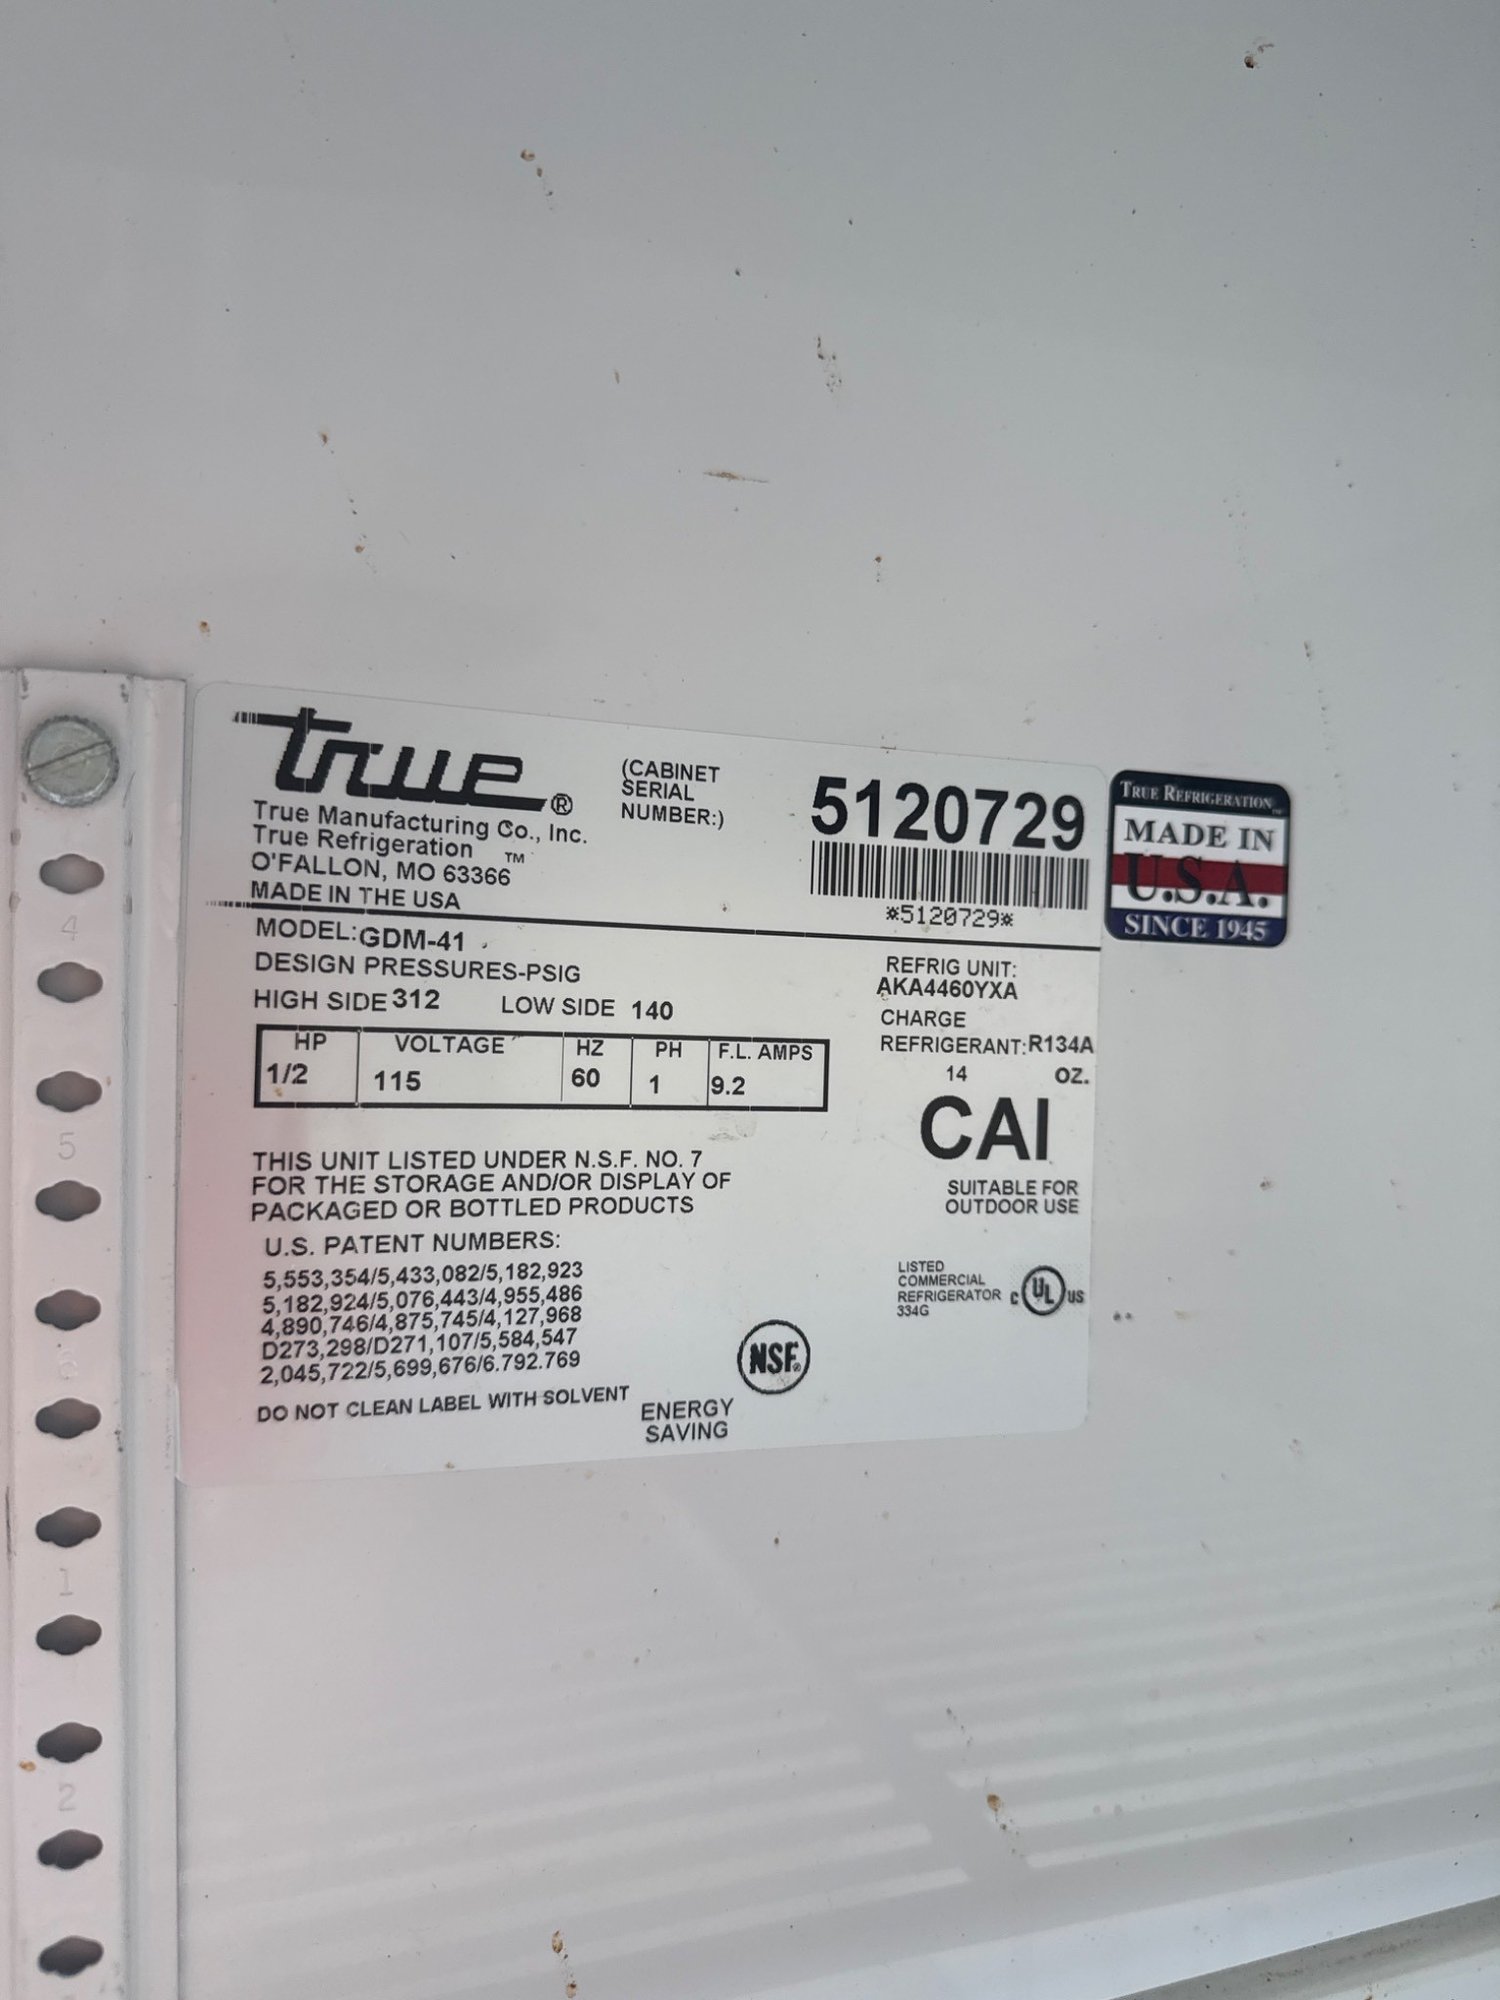 true®
True Manufacturing Co., Inc.
True Refrigeration ™
O'FALLON, MO 63366
MADE IN THE USA
(CABINET
SERIAL
NUMBER:)
5120729
*5120729*
TRUE REFRIGERATION
MADE IN
U.S.A.
SINCE 1945
MODEL:GDM-41
DESIGN PRESSURES-PSIG
HIGH SIDE 312 LOW SIDE 140
REFRIG UNIT:
AKA4460YXA
CHARGE
REFRIGERANT:R134A
14 OZ.
HP VOLTAGE HZ PH F.L. AMPS
1/2 115 60 1 9.2
CAI
SUITABLE FOR
OUTDOOR USE
THIS UNIT LISTED UNDER N.S.F. NO. 7
FOR THE STORAGE AND/OR DISPLAY OF
PACKAGED OR BOTTLED PRODUCTS
U.S. PATENT NUMBERS:
5,553,354/5,433,082/5,182,923
5,182,924/5,076,443/4,955,486
4,890,746/4,875,745/4,127,968
D273,298/D271,107/5,584,547
2,045,722/5,699,676/6.792.769
DO NOT CLEAN LABEL WITH SOLVENT
ENERGY
SAVING
NSF®
LISTED
COMMERCIAL
REFRIGERATOR
334G
C UL US
4
5
6
1
2